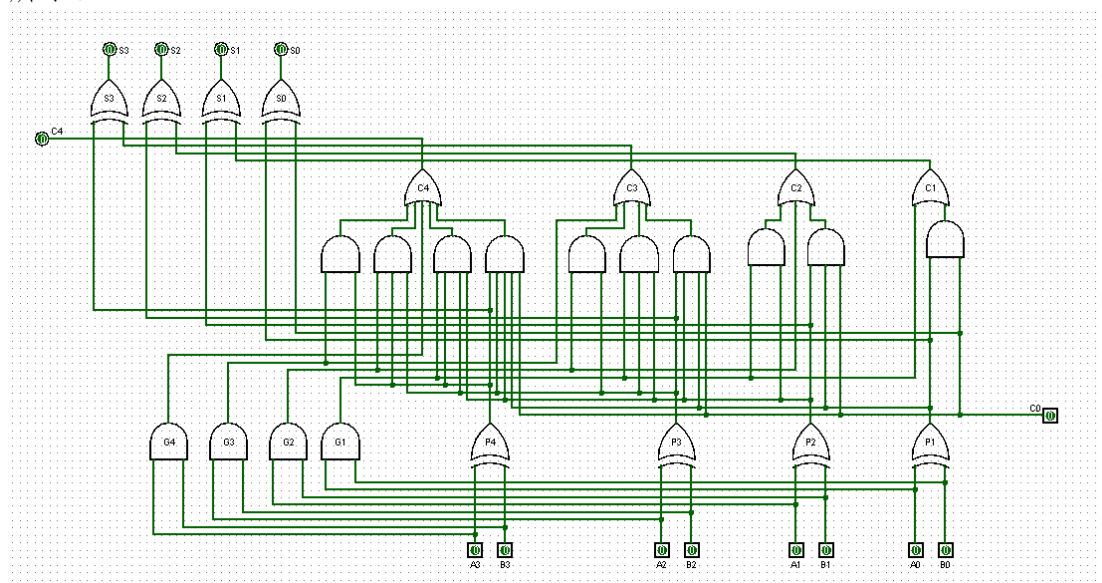 S3 S2 S1 S0
S3 S2 S1 S0
C4
C4 C3 C2 C1
C0
G4 G3 G2 G1 P4 P3 P2 P1
A3 B3 A2 B2 A1 B1 A0 B0